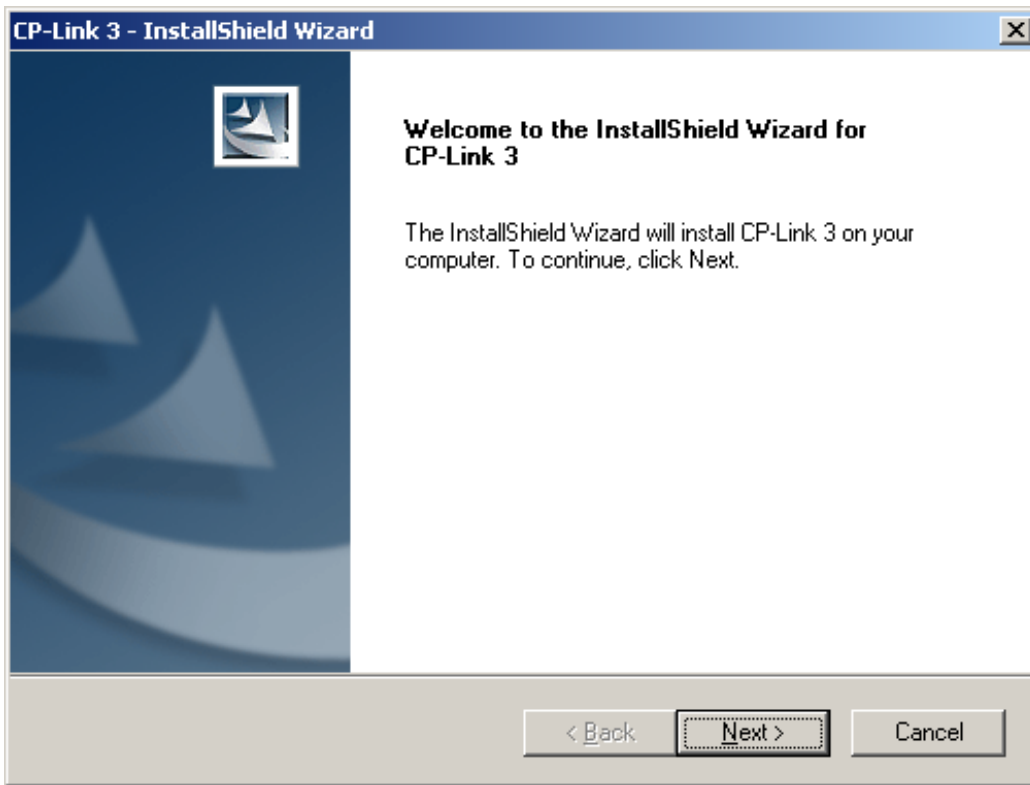 CP-Link 3 - InstallShield Wizard
Welcome to the InstallShield Wizard for
CP-Link 3
The InstallShield Wizard will install CP-Link 3 on your
computer. To continue, click Next.
< Back
Next >
Cancel